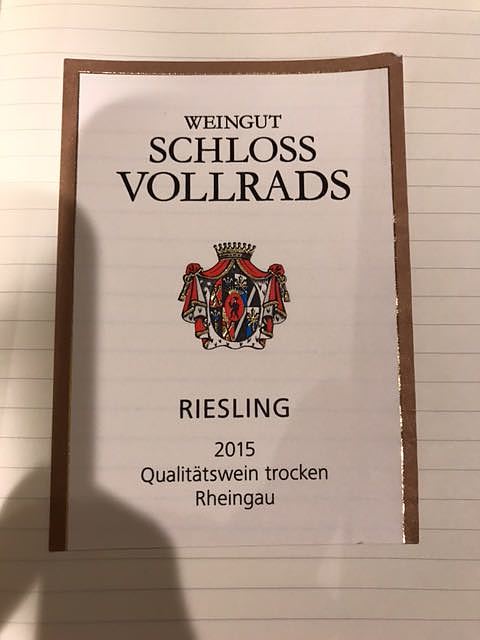 WEINGUT
SCHLOSS
VOLLRADS
RIESLING
2015
Qualitätswein trocken
Rheingau